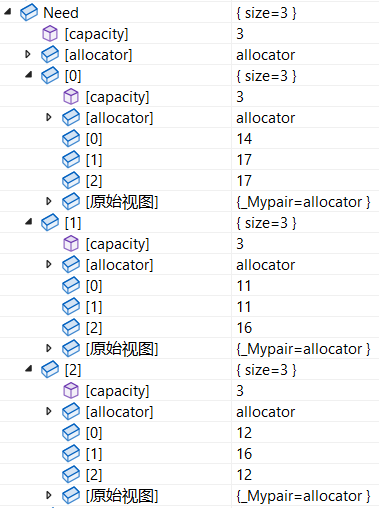 Need { size=3 }
[capacity] 3
[allocator] allocator
[0] { size=3 }
[capacity] 3
[allocator] allocator
[0] 14
[1] 17
[2] 17
[原始视图] {_Mypair=allocator }
[1] { size=3 }
[capacity] 3
[allocator] allocator
[0] 11
[1] 11
[2] 16
[原始视图] {_Mypair=allocator }
[2] { size=3 }
[capacity] 3
[allocator] allocator
[0] 12
[1] 16
[2] 12
[原始视图] {_Mypair=allocator }